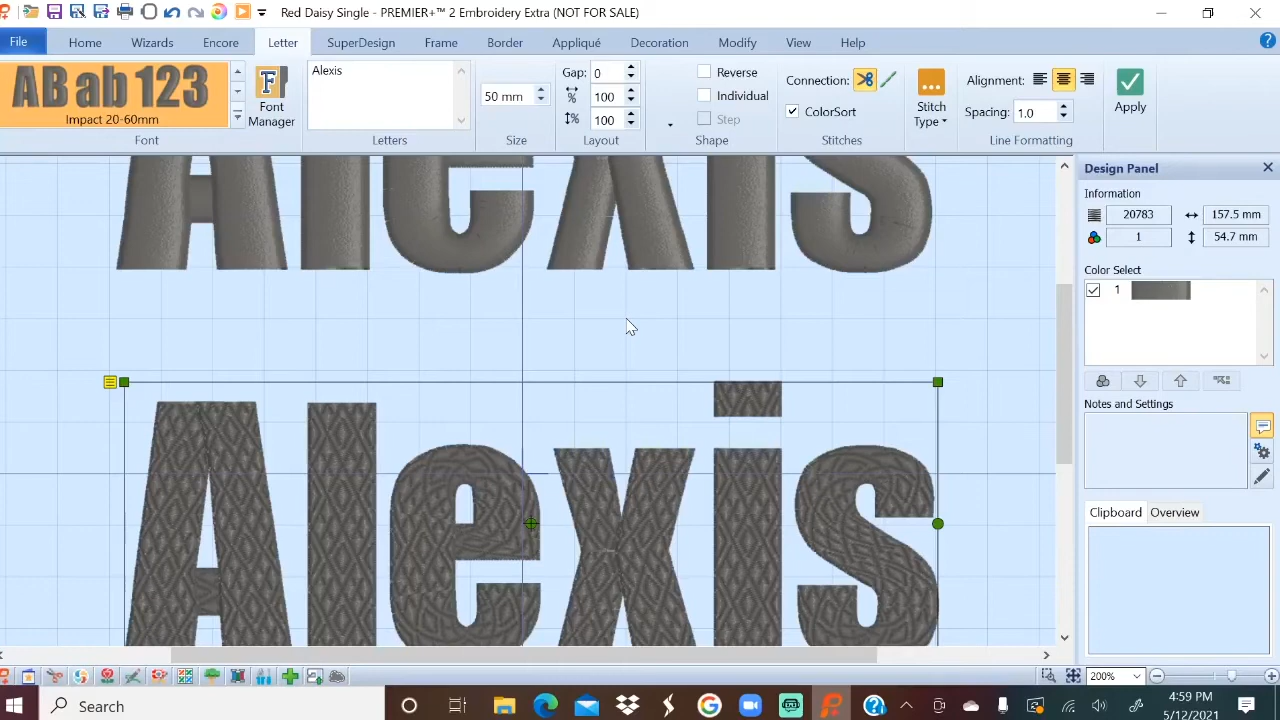 Red Daisy Single - PREMIER+™ 2 Embroidery Extra (NOT FOR SALE)
File Home Wizards Encore Letter SuperDesign Frame Border Appliqué Decoration Modify View Help
AB ab 123
Impact 20-60mm
Font
Font
Manager
Alexis
Letters
50 mm
Size
Gap: 0
100
100
Layout
Reverse
Individual
Step
Shape
Connection:
ColorSort
Stitches
Stitch
Type
Alignment:
Spacing: 1.0
Line Formatting
Apply
Alexis
Alexis
Design Panel
Information
20783 157.5 mm
1 54.7 mm
Color Select
1
Notes and Settings
Clipboard Overview
200%
Search
4:59 PM
5/12/2021